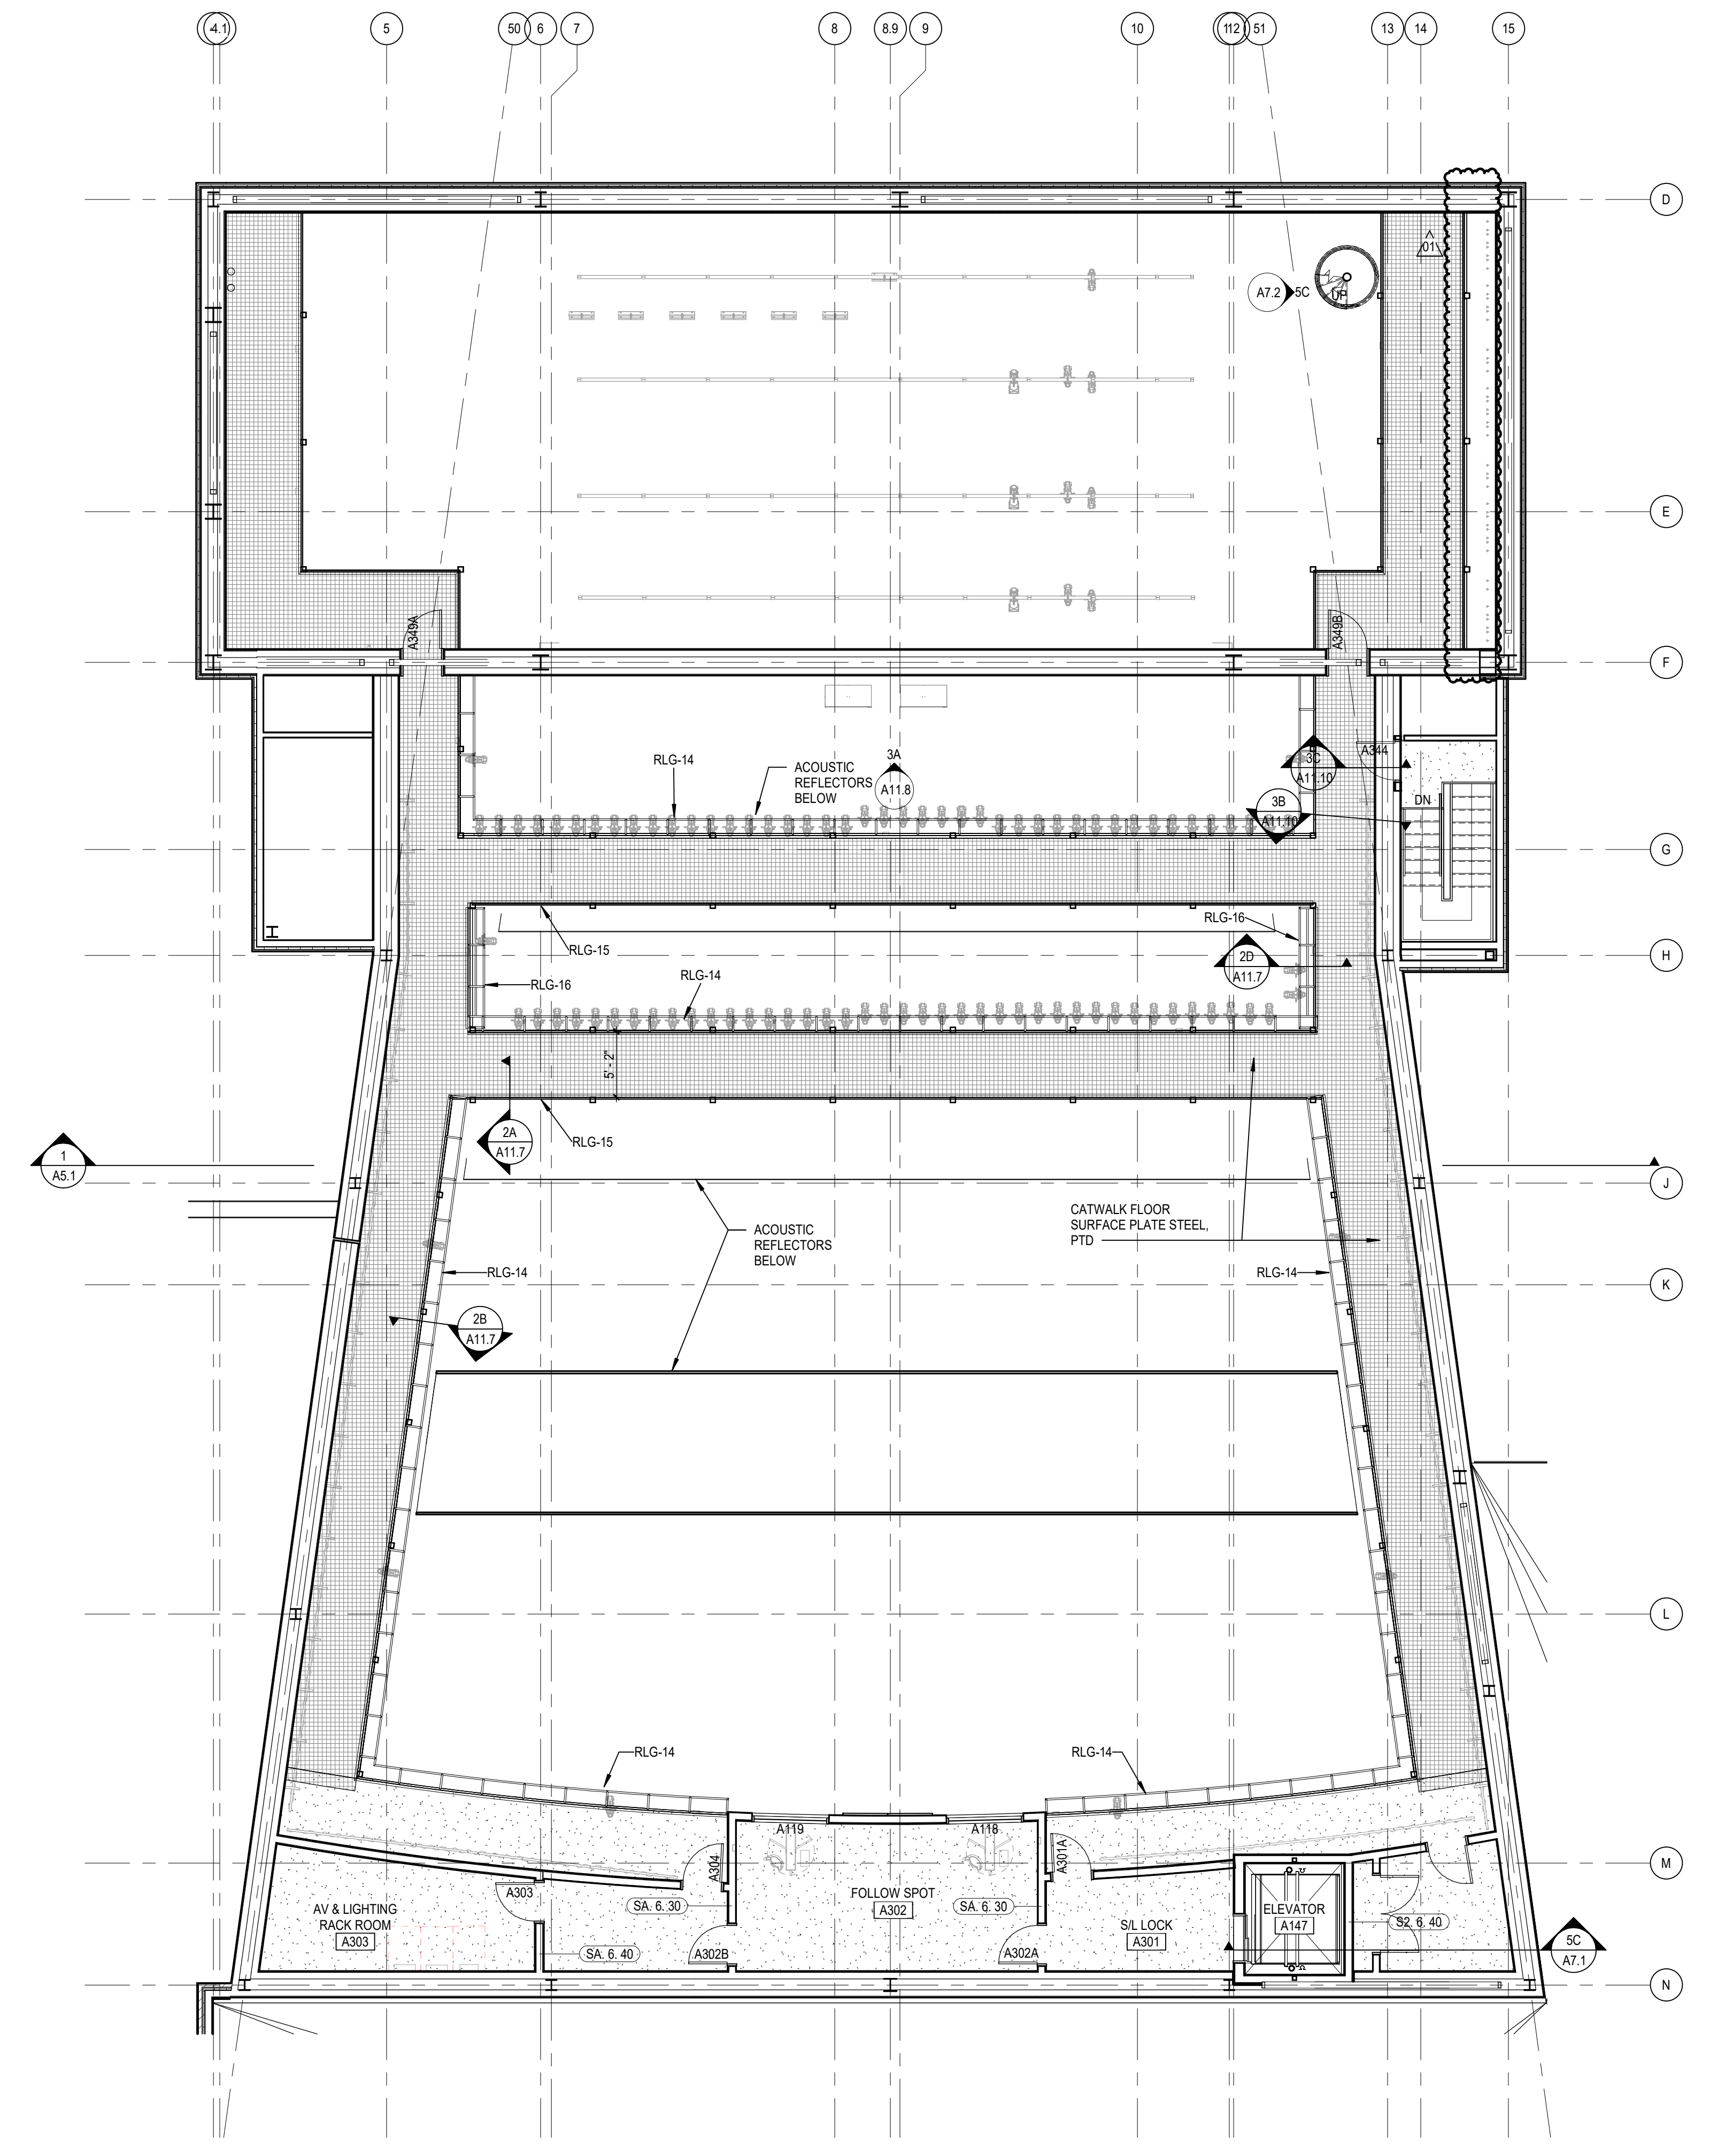 4.1
5
50
6
7
8
8.9
9
10
12
51
13
14
15
D
01
A7.2
5C
UP
E
A349A
A349B
F
3A
A11.8
RLG-14
ACOUSTIC
REFLECTORS
BELOW
3C
A11.10
A344
DN
3B
A11.10
G
RLG-16
RLG-15
H
2D
A11.7
RLG-14
RLG-16
5' - 2"
2A
A11.7
RLG-15
1
A5.1
J
CATWALK FLOOR
SURFACE PLATE STEEL,
PTD
ACOUSTIC
REFLECTORS
BELOW
RLG-14
RLG-14
K
2B
A11.7
L
RLG-14
RLG-14
A119
A118
A304
A301A
M
A303
FOLLOW SPOT
A302
SA. 6. 30
SA. 6. 30
AV & LIGHTING
RACK ROOM
A303
S/L LOCK
A301
ELEVATOR
A147
S2. 6. 40
SA. 6. 40
A302B
A302A
5C
A7.1
N